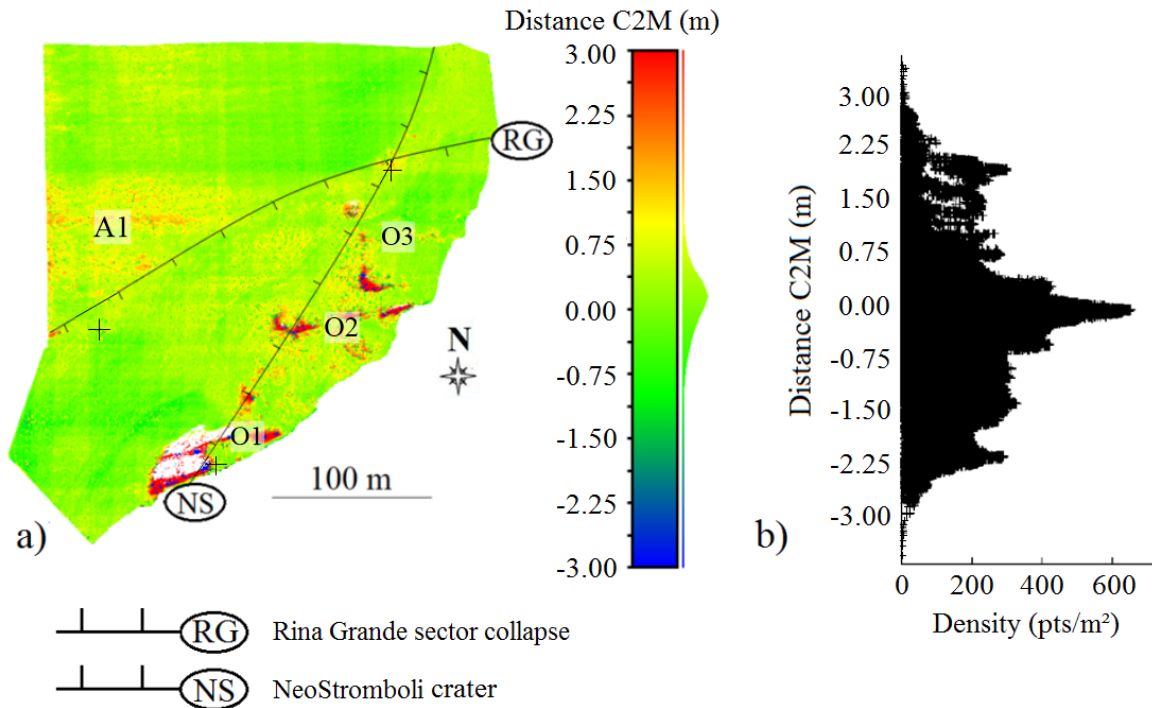 Distance C2M (m)
3.00
2.25
1.50
0.75
0.00
-0.75
-1.50
-2.25
-3.00
RG
A1
O3
O2
N
O1
NS
100 m
a)
Distance C2M (m)
3.00
2.25
1.50
0.75
0.00
-0.75
-1.50
-2.25
-3.00
0 200 400 600
Density (pts/m²)
b)
RG Rina Grande sector collapse
NS NeoStromboli crater